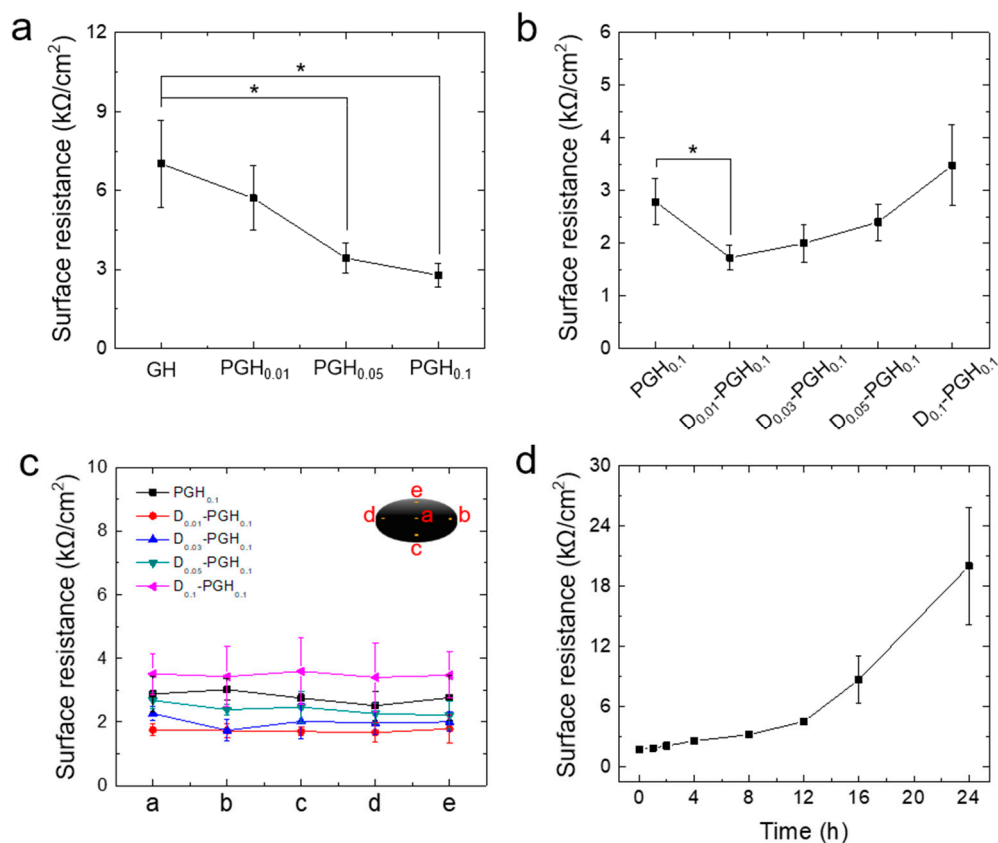 a
Surface resistance (kΩ/cm²)
12
9
6
3
0
*
*
GH
PGH₀.₀₁
PGH₀.₀₅
PGH₀.₁
b
Surface resistance (kΩ/cm²)
6
5
4
3
2
1
0
*
PGH₀.₁
D₀.₀₁-PGH₀.₁
D₀.₀₃-PGH₀.₁
D₀.₀₅-PGH₀.₁
D₀.₁-PGH₀.₁
c
Surface resistance (kΩ/cm²)
10
8
6
4
2
0
PGH₀.₁
D₀.₀₁-PGH₀.₁
D₀.₀₃-PGH₀.₁
D₀.₀₅-PGH₀.₁
D₀.₁-PGH₀.₁
e
d a b
c
a b c d e
d
Surface resistance (kΩ/cm²)
30
24
18
12
6
0
0 4 8 12 16 20 24
Time (h)